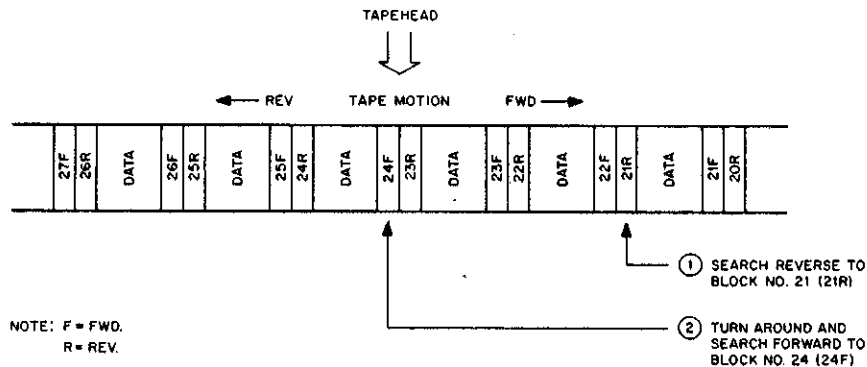 TAPEHEAD
REV TAPE MOTION FWD
27F 26R DATA 26F 25R DATA 25F 24R DATA 24F 23R DATA 23F 22R DATA 22F 21R DATA 21F 20R
1 SEARCH REVERSE TO
BLOCK NO. 21 (21R)
NOTE: F = FWD.
R = REV.
2 TURN AROUND AND
SEARCH FORWARD TO
BLOCK NO. 24 (24F)